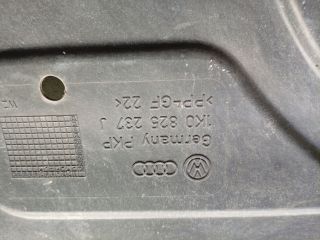 Germany PKP
1K0 825 237 J
>PP-GF 22<